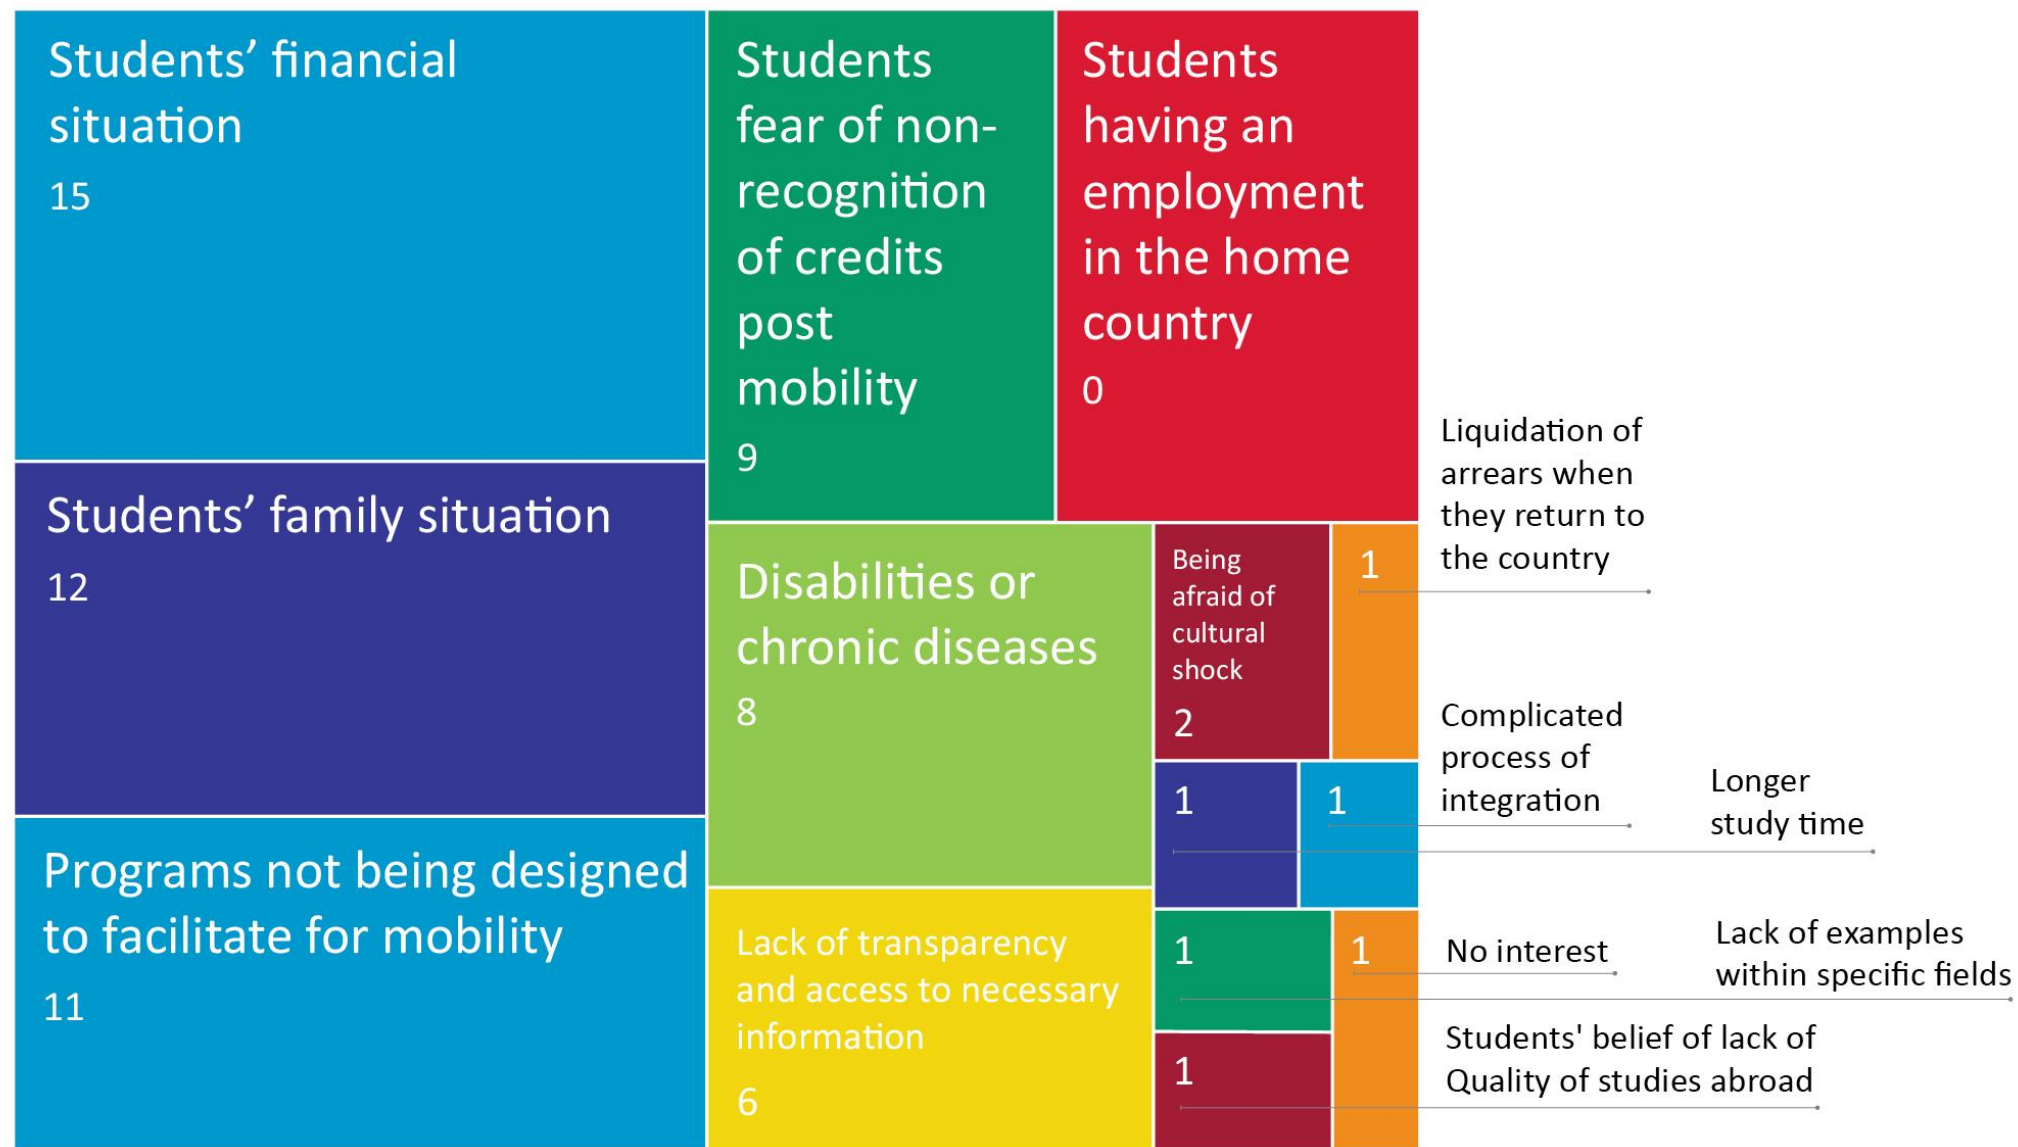 Students’ financial
situation
15
Students’ family situation
12
Programs not being designed
to facilitate for mobility
11
Students
fear of non-
recognition
of credits
post
mobility
9
Students
having an
employment
in the home
country
0
Disabilities or
chronic diseases
8
Lack of transparency
and access to necessary
information
6
Being
afraid of
cultural
shock
2
1
Liquidation of
arrears when
they return to
the country
1
1
Complicated
process of
integration
Longer
study time
1
1
No interest
Lack of examples
within specific fields
1
Students' belief of lack of
Quality of studies abroad